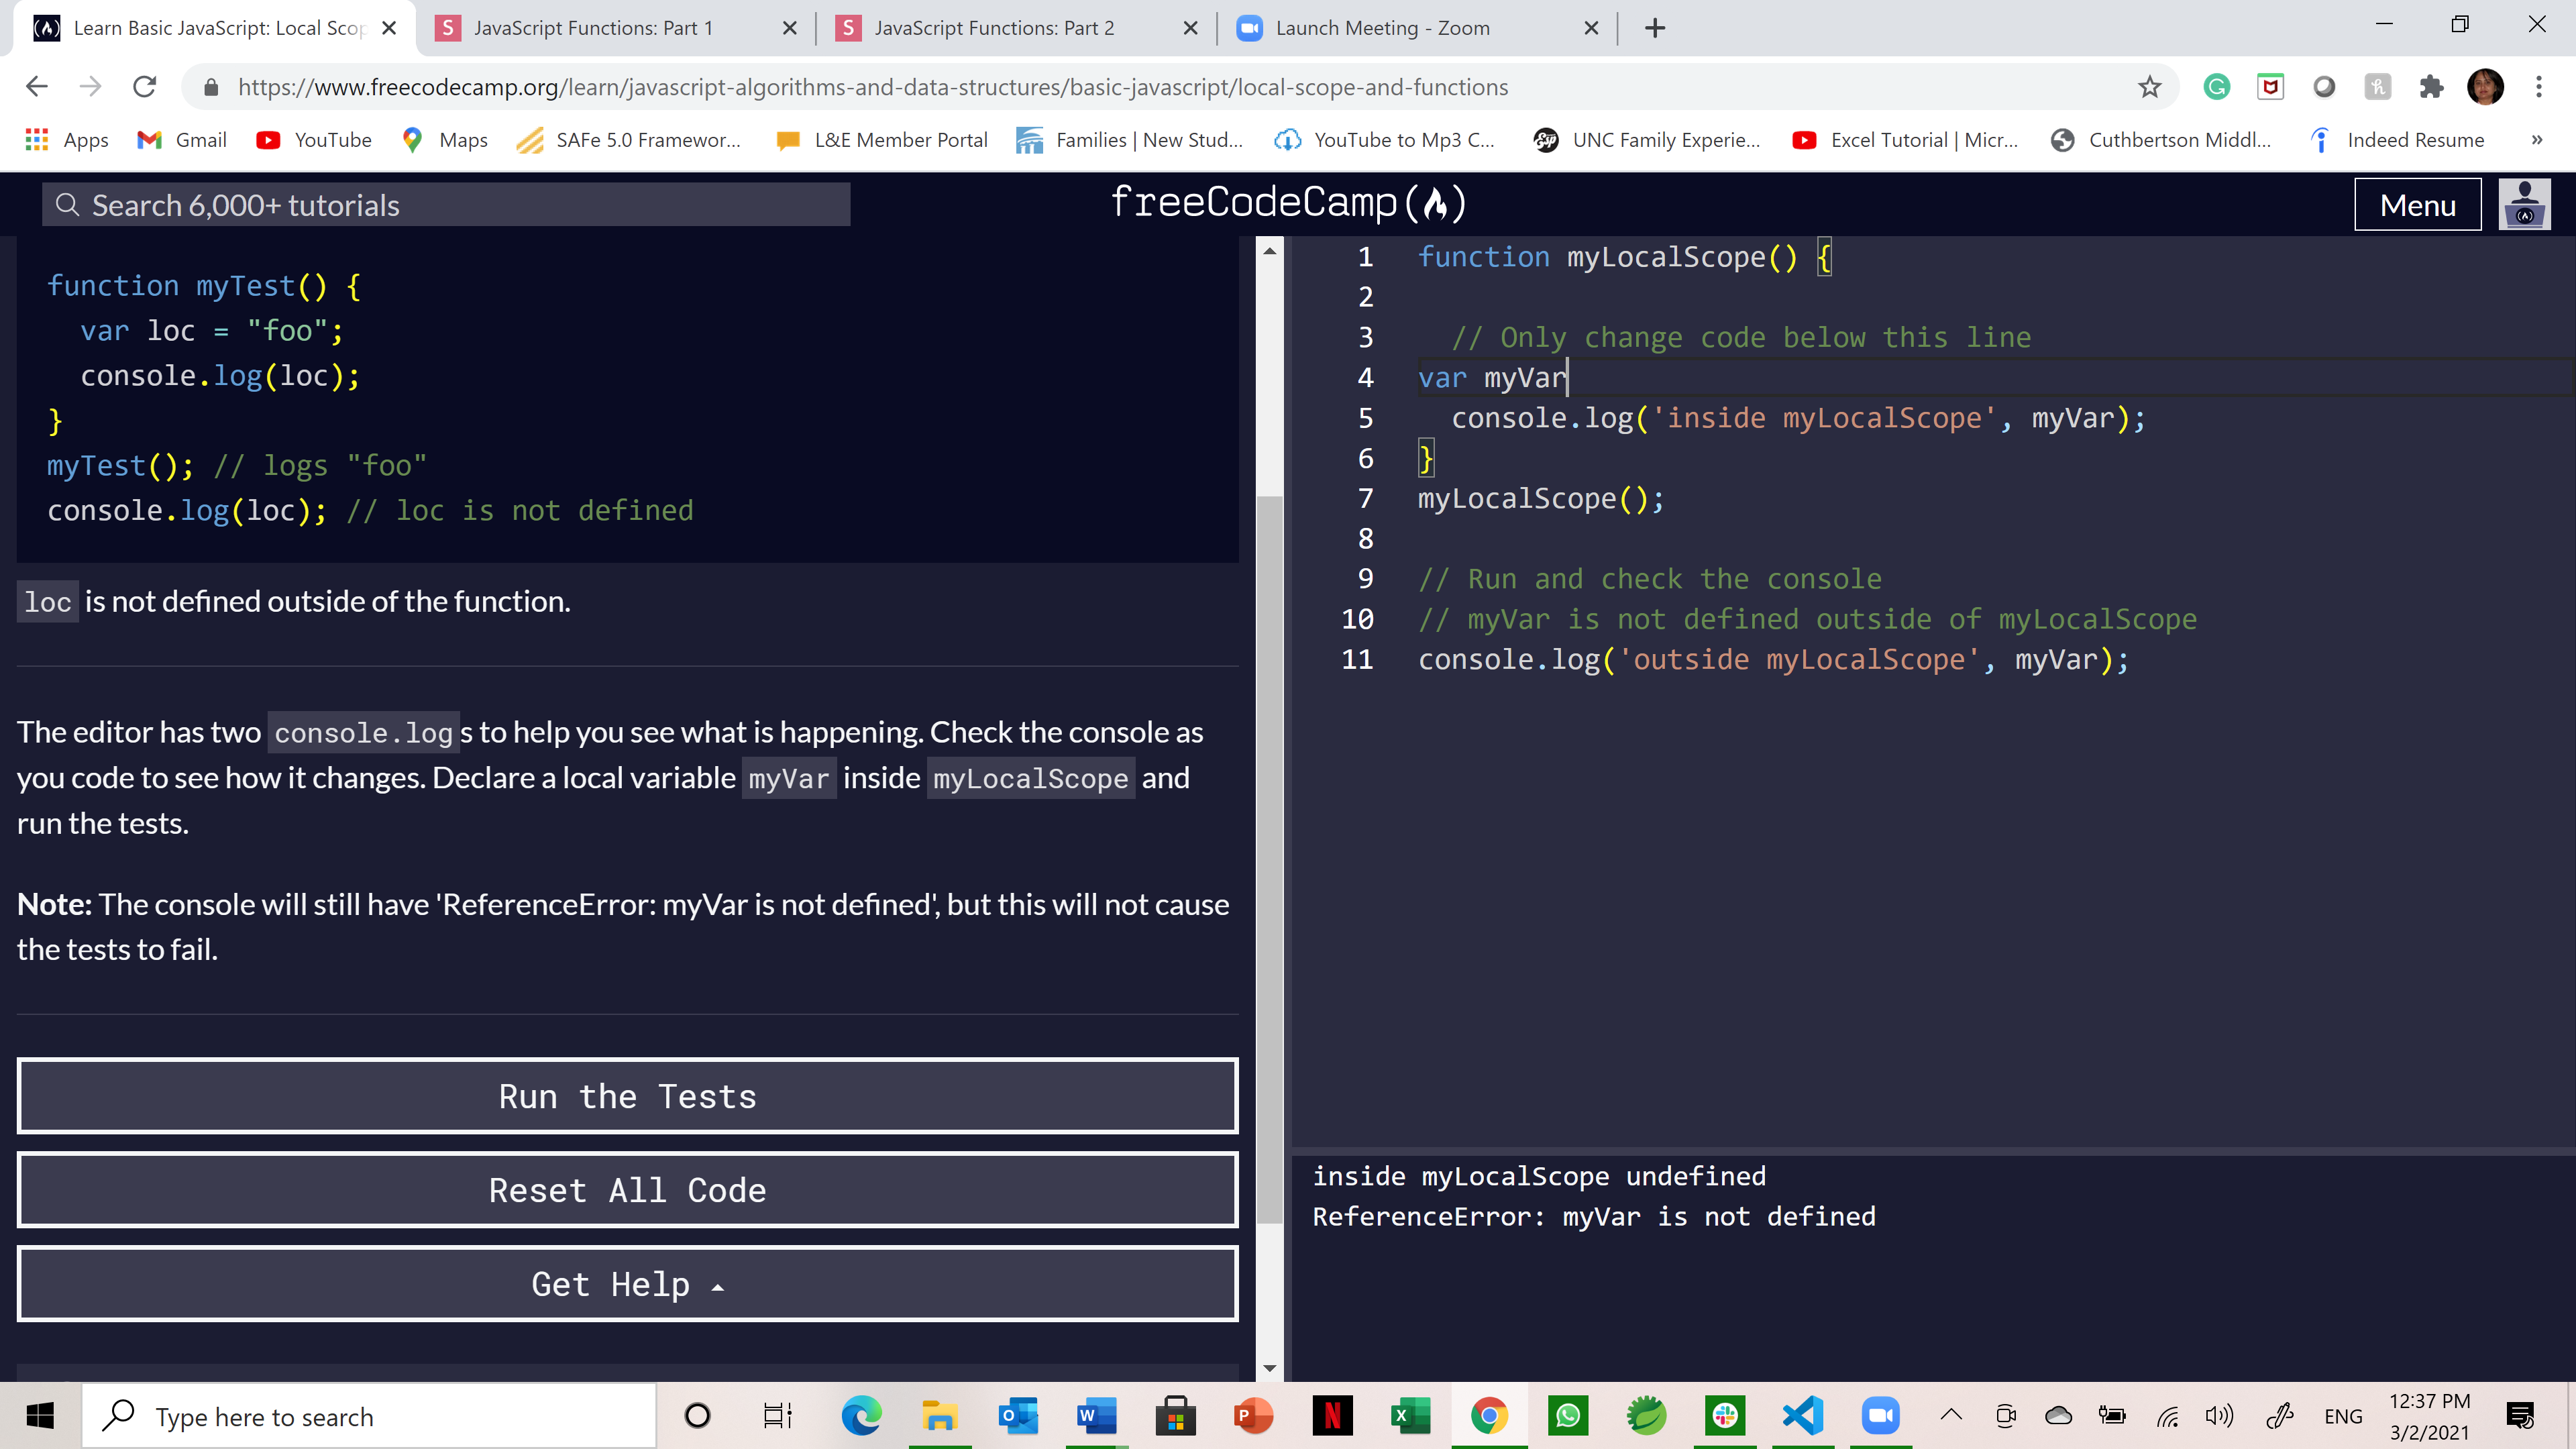 Learn Basic JavaScript: Local Scop
JavaScript Functions: Part 1
JavaScript Functions: Part 2
Launch Meeting - Zoom
https://www.freecodecamp.org/learn/javascript-algorithms-and-data-structures/basic-javascript/local-scope-and-functions
Apps
Gmail
YouTube
Maps
SAFe 5.0 Framewor...
L&E Member Portal
Families | New Stud...
YouTube to Mp3 C...
UNC Family Experie...
Excel Tutorial | Micr...
Cuthbertson Middl...
Indeed Resume
»
Search 6,000+ tutorials
freeCodeCamp
Menu
function myTest() {
  var loc = "foo";
  console.log(loc);
}
myTest(); // logs "foo"
console.log(loc); // loc is not defined
loc is not defined outside of the function.
The editor has two console.log s to help you see what is happening. Check the console as
you code to see how it changes. Declare a local variable myVar inside myLocalScope and
run the tests.
Note: The console will still have 'ReferenceError: myVar is not defined', but this will not cause
the tests to fail.
Run the Tests
Reset All Code
Get Help
1 function myLocalScope() {
2
3   // Only change code below this line
4 var myVar
5   console.log('inside myLocalScope', myVar);
6 }
7 myLocalScope();
8
9 // Run and check the console
10 // myVar is not defined outside of myLocalScope
11 console.log('outside myLocalScope', myVar);
inside myLocalScope undefined
ReferenceError: myVar is not defined
Type here to search
ENG
12:37 PM
3/2/2021